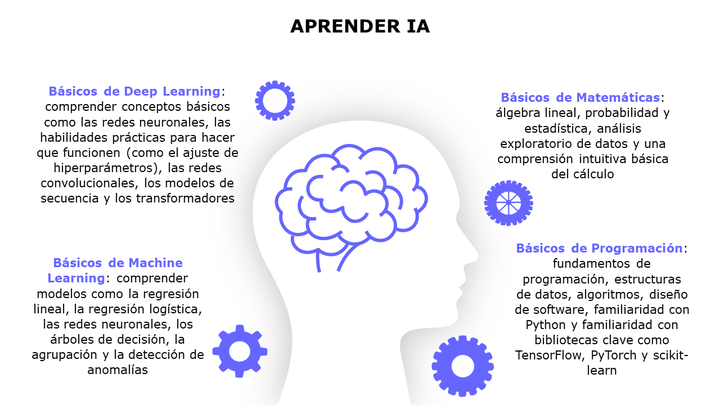 APRENDER IA
Básicos de Deep Learning:
comprender conceptos básicos
como las redes neuronales, las
habilidades prácticas para hacer
que funcionen (como el ajuste de
hiperparámetros), las redes
convolucionales, los modelos de
secuencia y los transformadores
Básicos de Matemáticas:
álgebra lineal, probabilidad y
estadística, análisis
exploratorio de datos y una
comprensión intuitiva básica
del cálculo
Básicos de Machine
Learning: comprender
modelos como la regresión
lineal, la regresión logística,
las redes neuronales, los
árboles de decisión, la
agrupación y la detección de
anomalías
Básicos de Programación:
fundamentos de
programación, estructuras
de datos, algoritmos, diseño
de software, familiaridad con
Python y familiaridad con
bibliotecas clave como
TensorFlow, PyTorch y scikit-
learn